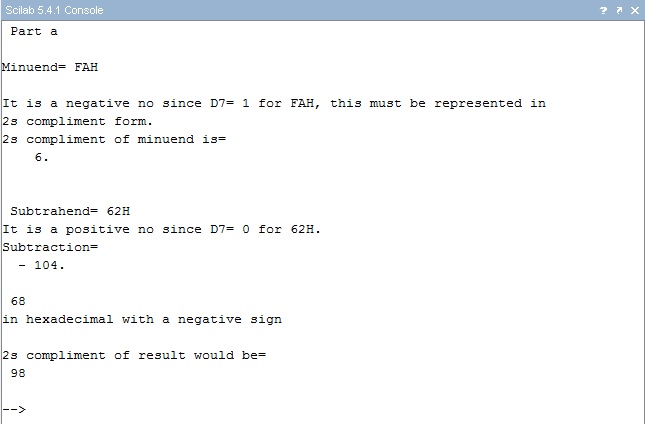 Scilab 5.4.1 Console
Part a
Minuend= FAH
It is a negative no since D7= 1 for FAH, this must be represented in
2s compliment form.
2s compliment of minuend is=
6.
Subtrahend= 62H
It is a positive no since D7= 0 for 62H.
Subtraction=
- 104.
68
in hexadecimal with a negative sign
2s compliment of result would be=
98
-->